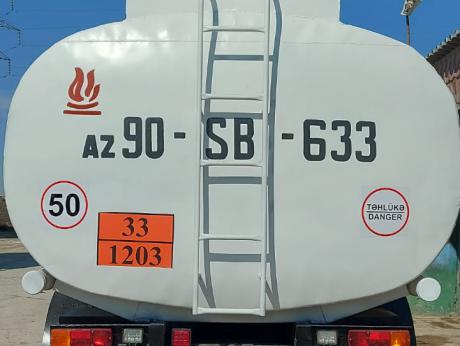 AZ 90 - SB - 633
50
33
1203
TƏHLÜKƏ
DANGER